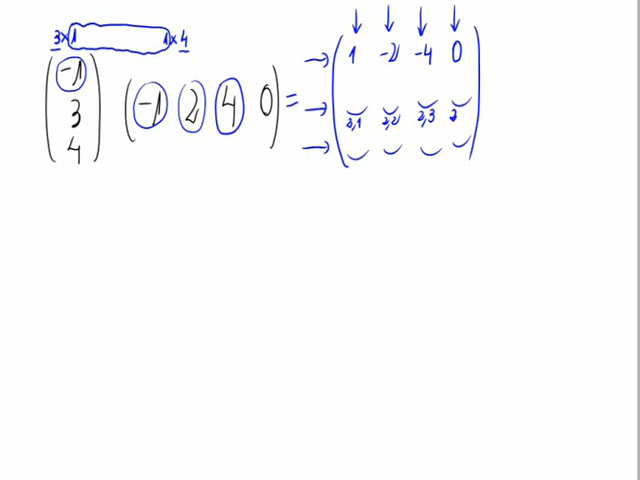 3×1 1×4
(-1 3 4) (-1 2 4 0) = (1 -2 -4 0
2,1 2,2 2,3 2)